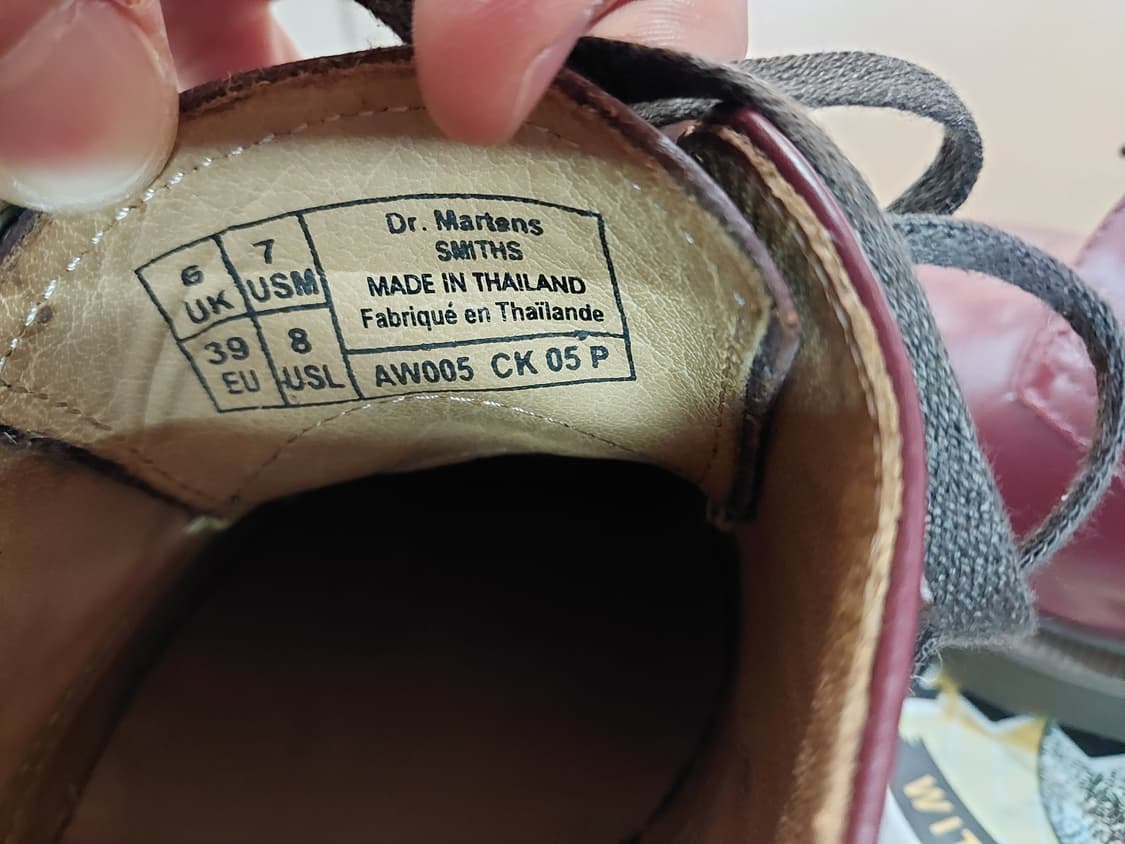 6 UK
7 USM
39 EU
8 USL
Dr. Martens
SMITHS
MADE IN THAILAND
Fabriqué en Thaïlande
AW005 CK 05 P
WIT